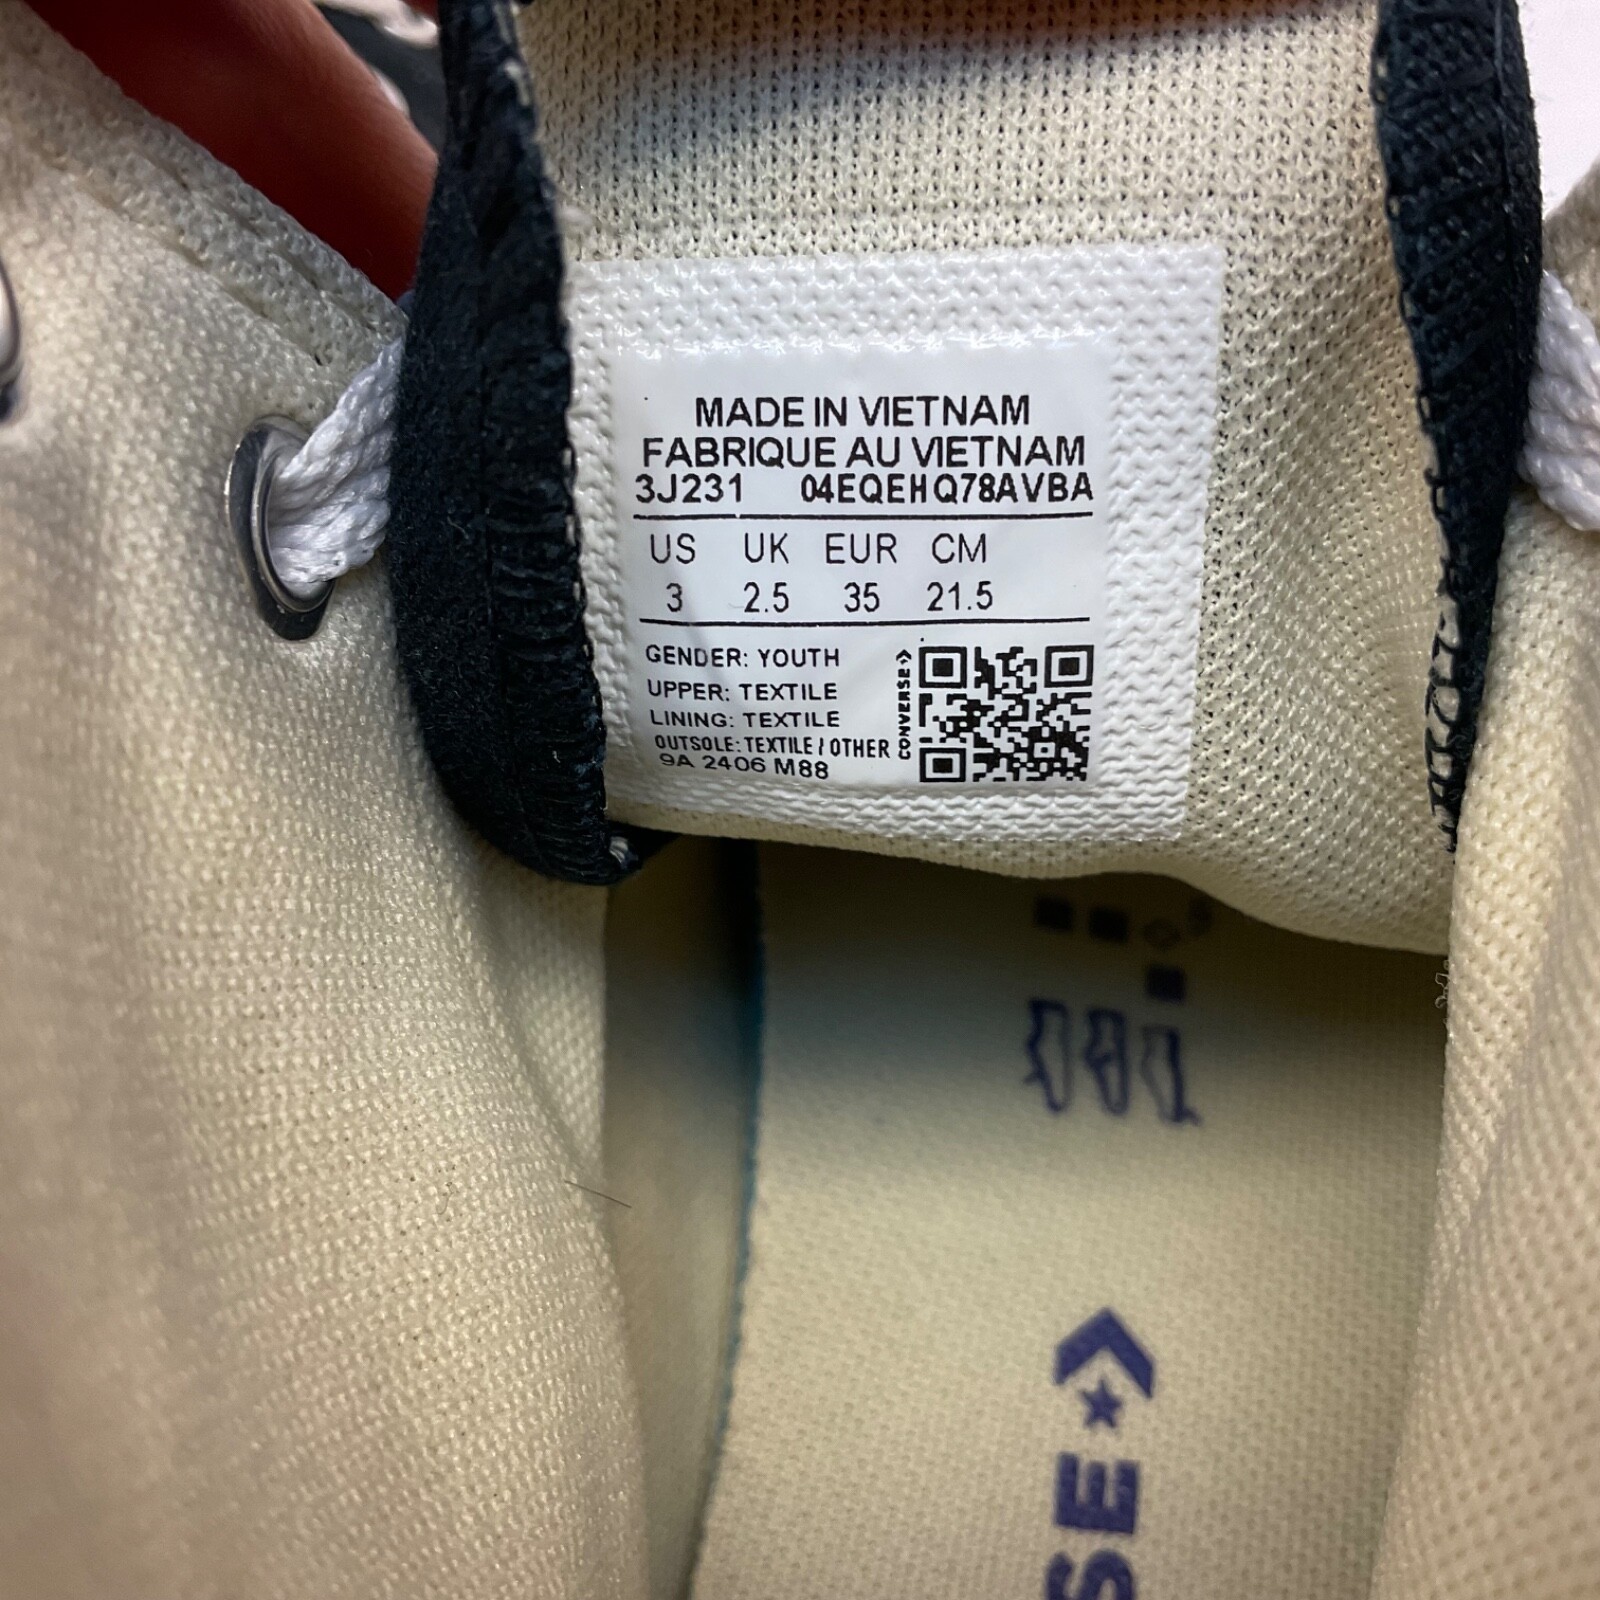 MADE IN VIETNAM
FABRIQUE AU VIETNAM
3J231 04EQEHQ78AVBA
US UK EUR CM
3 2.5 35 21.5
GENDER: YOUTH
UPPER: TEXTILE
LINING: TEXTILE
OUTSOLE: TEXTILE / OTHER
9A 2406 M88
CONVERSE
SE